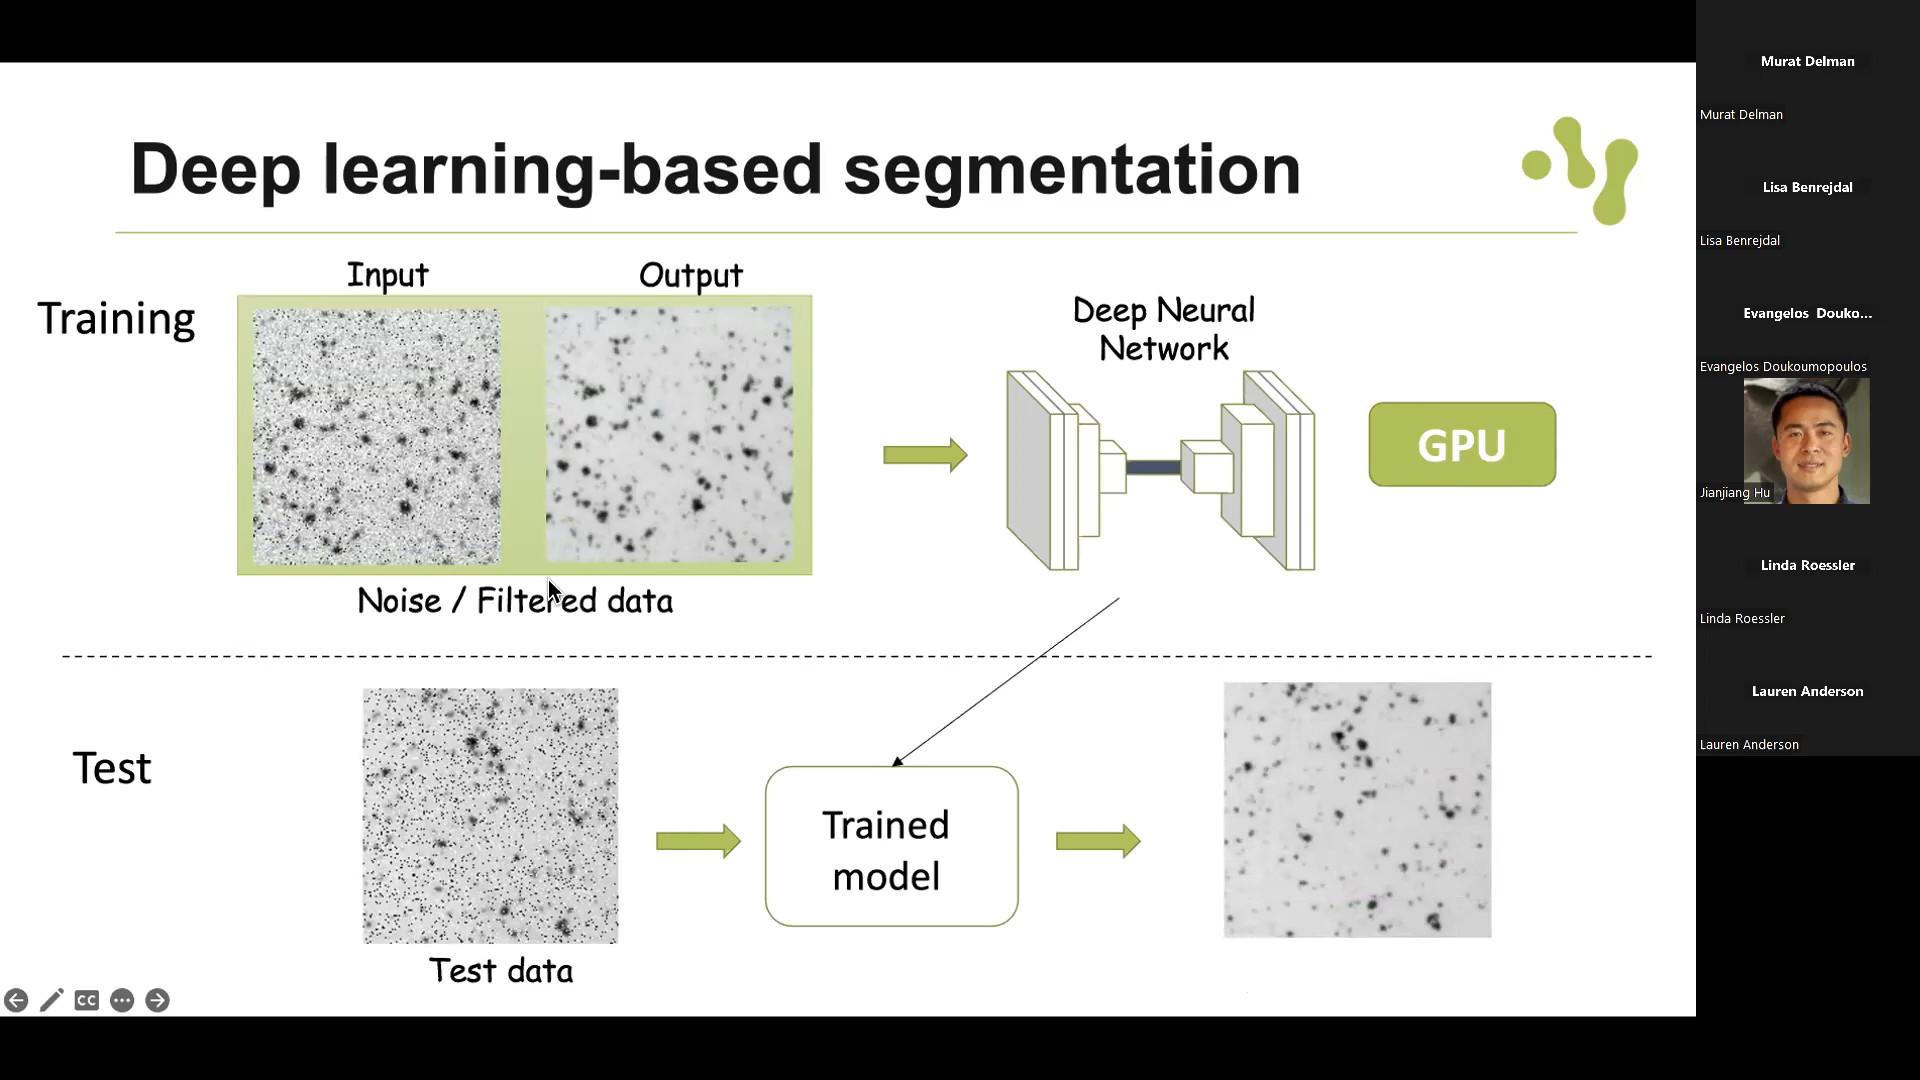 Deep learning-based segmentation
Input
Output
Training
Deep Neural
Network
GPU
Noise / Filtered data
Test
Trained
model
Test data
CC
Murat Delman
Murat Delman
Lisa Benrejdal
Lisa Benrejdal
Evangelos Douko...
Evangelos Doukoumopoulos
Jianjiang Hu
Linda Roessler
Linda Roessler
Lauren Anderson
Lauren Anderson